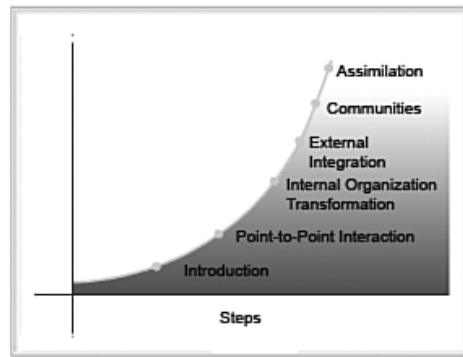 Assimilation
Communities
External
Integration
Internal Organization
Transformation
Point-to-Point Interaction
Introduction
Steps